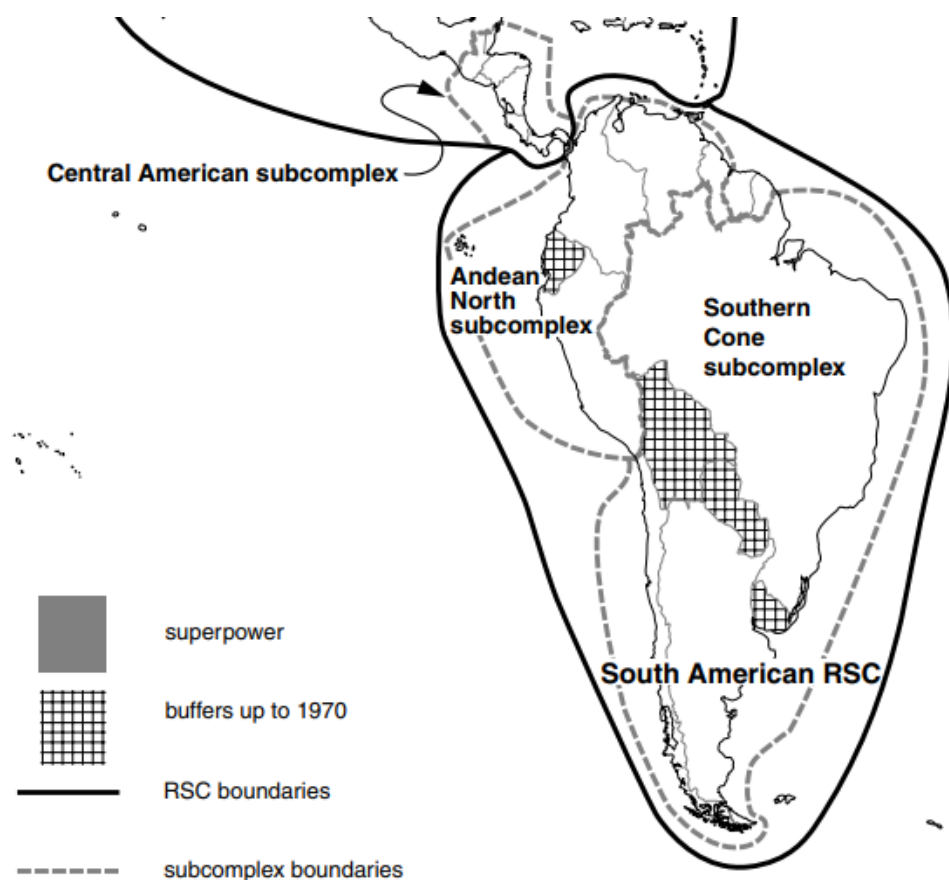 Central American subcomplex
Andean
North
subcomplex
Southern
Cone
subcomplex
South American RSC
superpower
buffers up to 1970
RSC boundaries
subcomplex boundaries